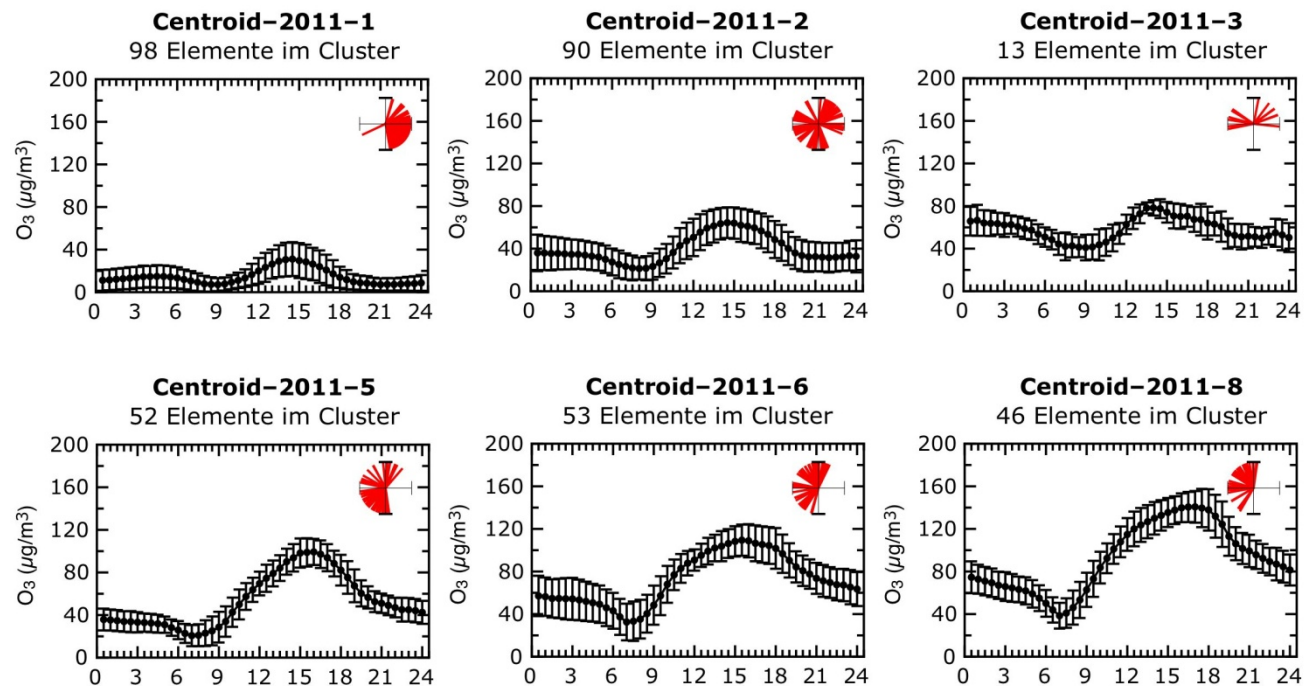 Centroid–2011–1
98 Elemente im Cluster
200
160
120
80
40
0
O3 (µg/m³)
0 3 6 9 12 15 18 21 24
Centroid–2011–2
90 Elemente im Cluster
200
160
120
80
40
0
O3 (µg/m³)
0 3 6 9 12 15 18 21 24
Centroid–2011–3
13 Elemente im Cluster
200
160
120
80
40
0
O3 (µg/m³)
0 3 6 9 12 15 18 21 24
Centroid–2011–5
52 Elemente im Cluster
200
160
120
80
40
0
O3 (µg/m³)
0 3 6 9 12 15 18 21 24
Centroid–2011–6
53 Elemente im Cluster
200
160
120
80
40
0
O3 (µg/m³)
0 3 6 9 12 15 18 21 24
Centroid–2011–8
46 Elemente im Cluster
200
160
120
80
40
0
O3 (µg/m³)
0 3 6 9 12 15 18 21 24